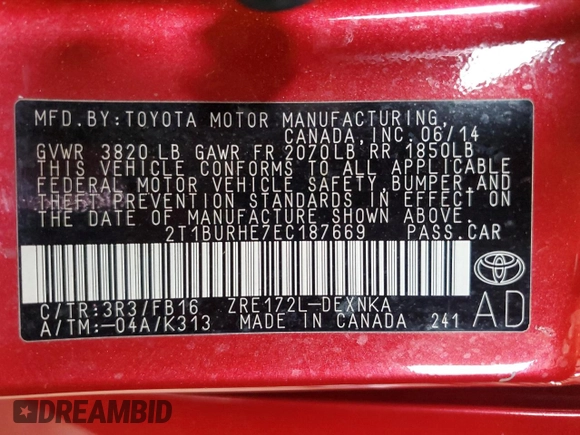 MFD.BY:TOYOTA MOTOR MANUFACTURING,
CANADA,INC. 06/14
GVWR 3820 LB GAWR FR 2070LB RR 1850LB
THIS VEHICLE CONFORMS TO ALL APPLICABLE
FEDERAL MOTOR VEHICLE SAFETY,BUMPER,AND
THEFT PREVENTION STANDARDS IN EFFECT ON
THE DATE OF MANUFACTURE SHOWN ABOVE.
2T1BURHE7EC187669 PASS.CAR
C/TR:3R3/FB16 ZRE172L-DEXNKA
A/TM:-04A/K313 MADE IN CANADA 241
AD
DREAMBID